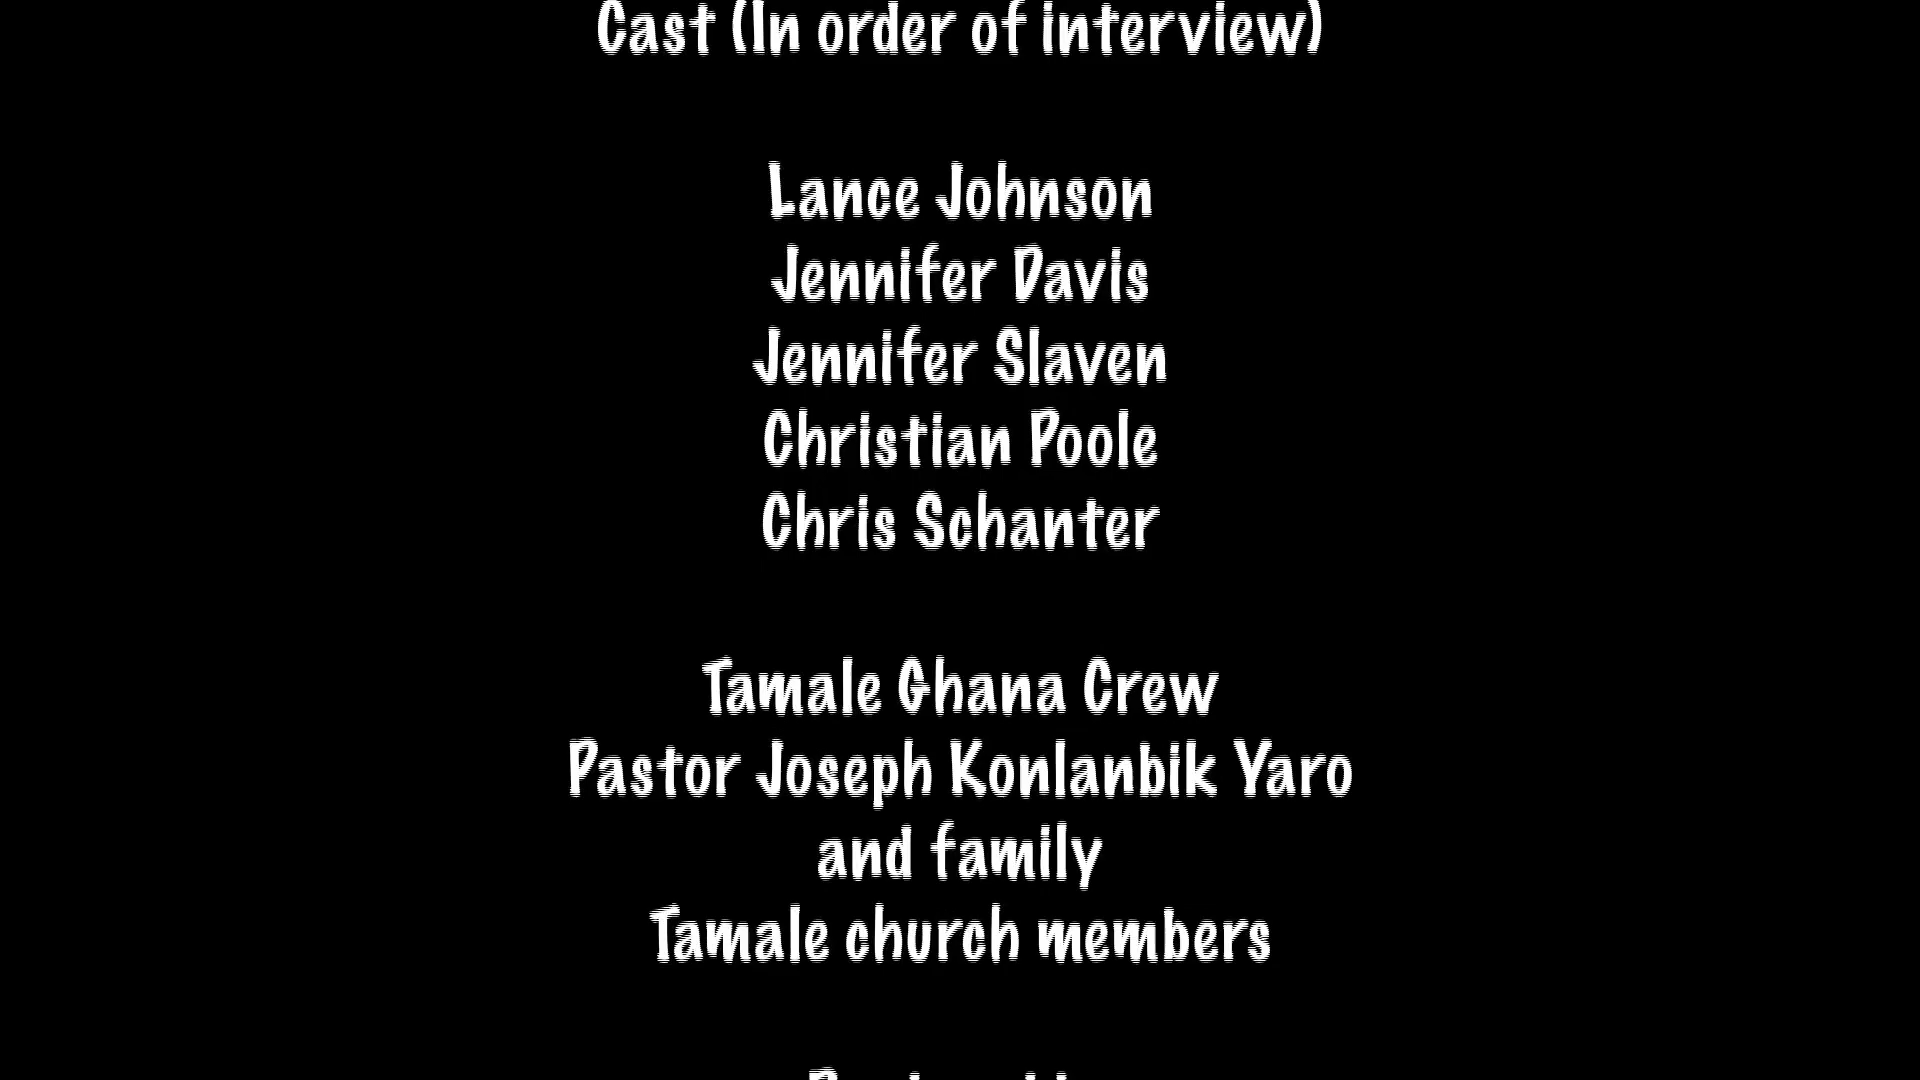 Cast (In order of interview)
Lance Johnson
Jennifer Davis
Jennifer Slaven
Christian Poole
Chris Schanter
Tamale Ghana Crew
Pastor Joseph Konlanbik Yaro
and family
Tamale church members